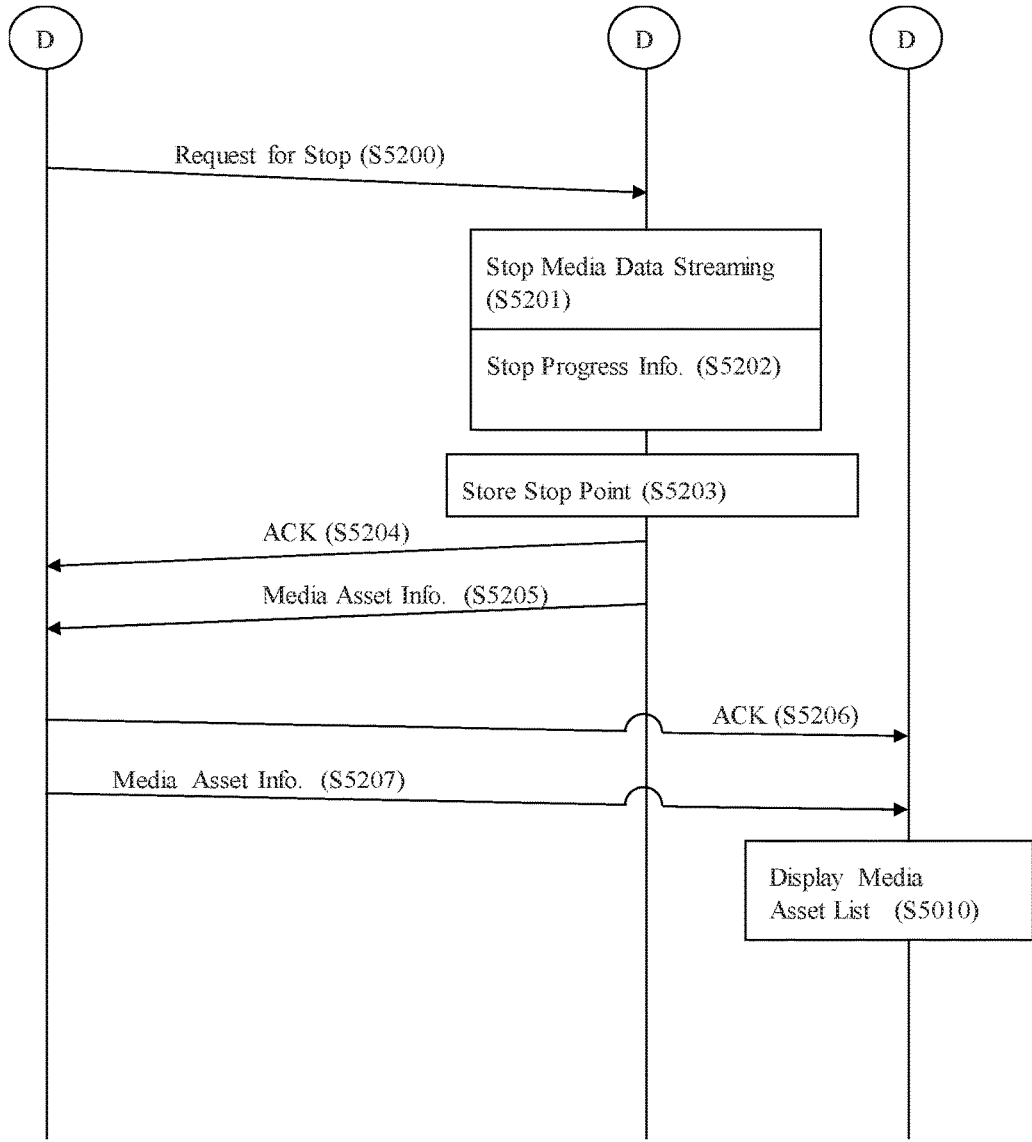 D D D
Request for Stop (S5200)
Stop Media Data Streaming
(S5201)
Stop Progress Info. (S5202)
Store Stop Point (S5203)
ACK (S5204)
Media Asset Info. (S5205)
ACK (S5206)
Media Asset Info. (S5207)
Display Media
Asset List (S5010)